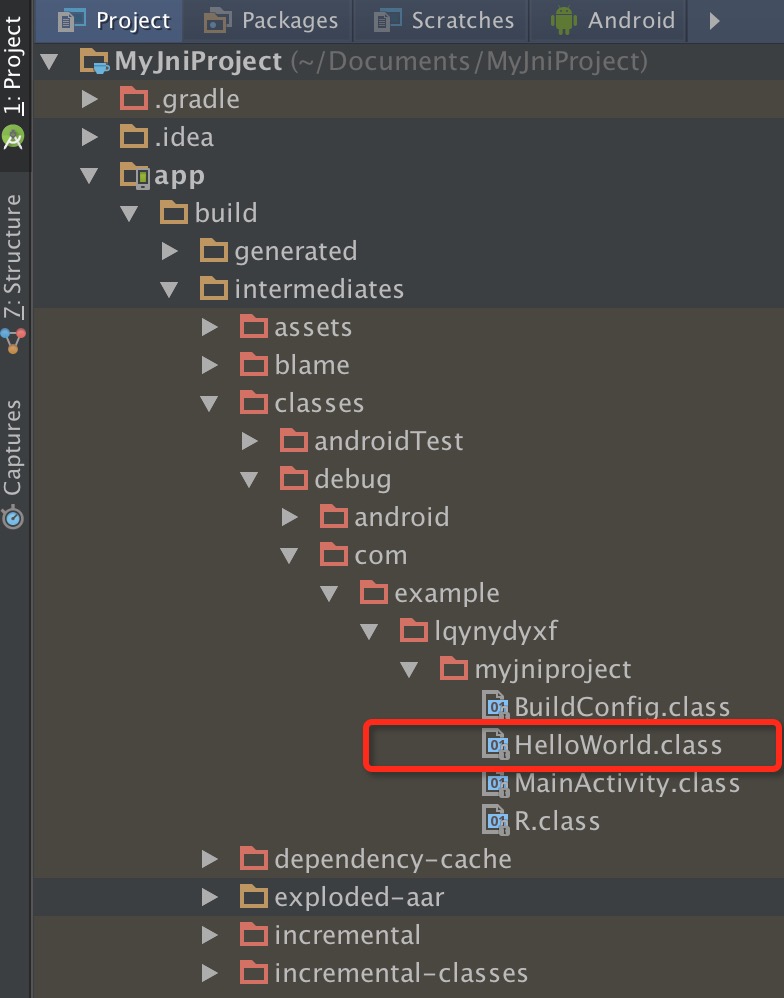 Project Packages Scratches Android
MyJniProject (~/Documents/MyJniProject)
.gradle
.idea
app
build
generated
intermediates
assets
blame
classes
androidTest
debug
android
com
example
lqynydyxf
myjniproject
BuildConfig.class
HelloWorld.class
MainActivity.class
R.class
dependency-cache
exploded-aar
incremental
incremental-classes
1: Project
7: Structure
Captures